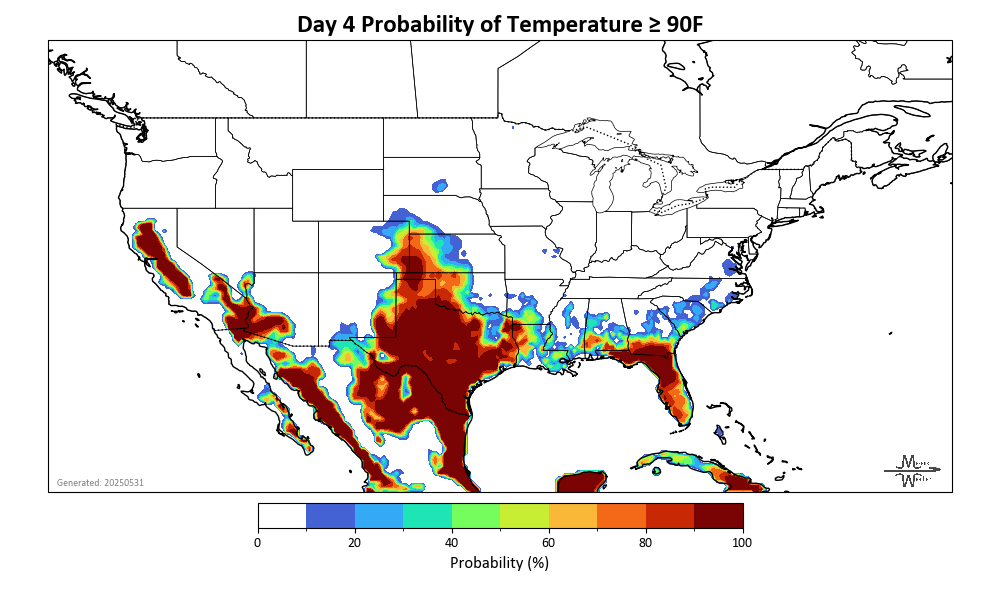 Day 4 Probability of Temperature ≥ 90F
Generated: 20250531
0 20 40 60 80 100
Probability (%)